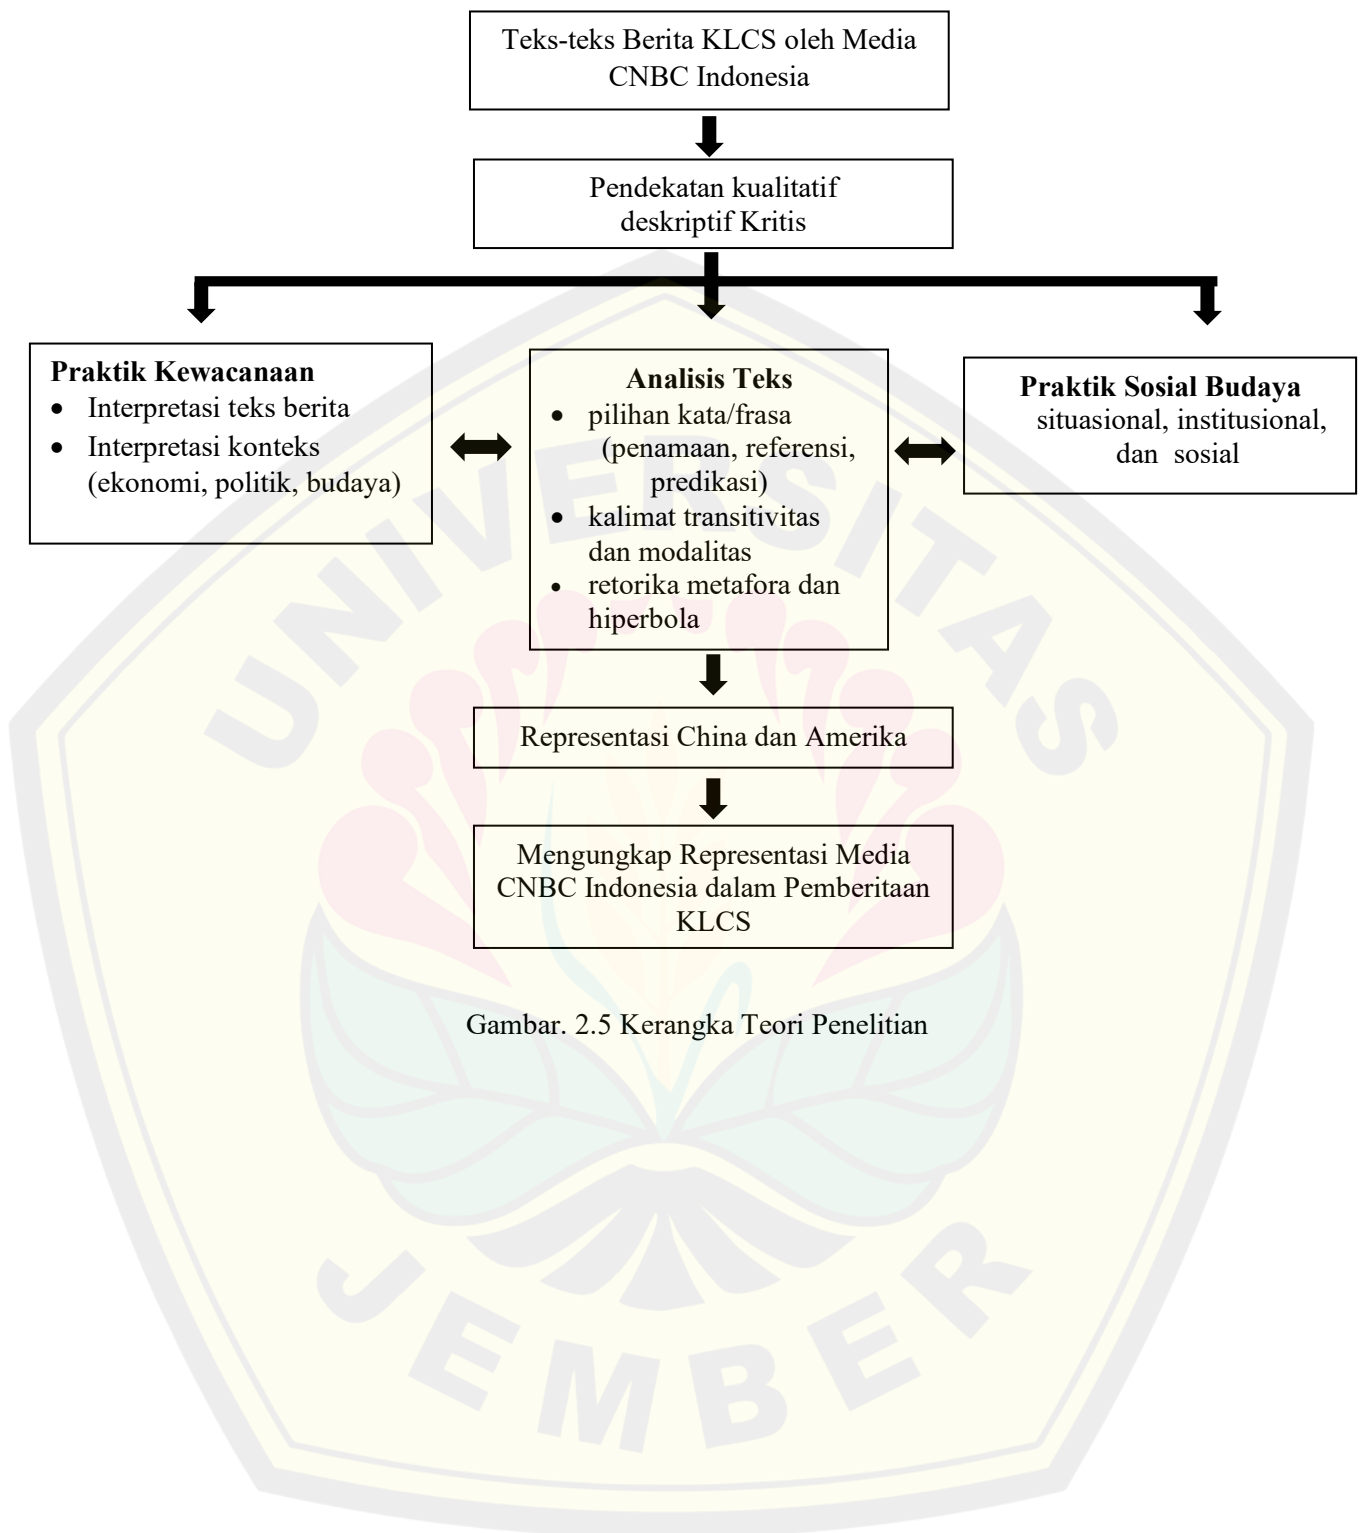 Teks-teks Berita KLCS oleh Media
CNBC Indonesia
Pendekatan kualitatif
deskriptif Kritis
Praktik Kewacanaan
• Interpretasi teks berita
• Interpretasi konteks
(ekonomi, politik, budaya)
Analisis Teks
• pilihan kata/frasa
(penamaan, referensi,
predikasi)
• kalimat transitivitas
dan modalitas
• retorika metafora dan
hiperbola
Praktik Sosial Budaya
situasional, institusional,
dan sosial
Representasi China dan Amerika
Mengungkap Representasi Media
CNBC Indonesia dalam Pemberitaan
KLCS
Gambar. 2.5 Kerangka Teori Penelitian
UNIVERSITAS
JEMBER